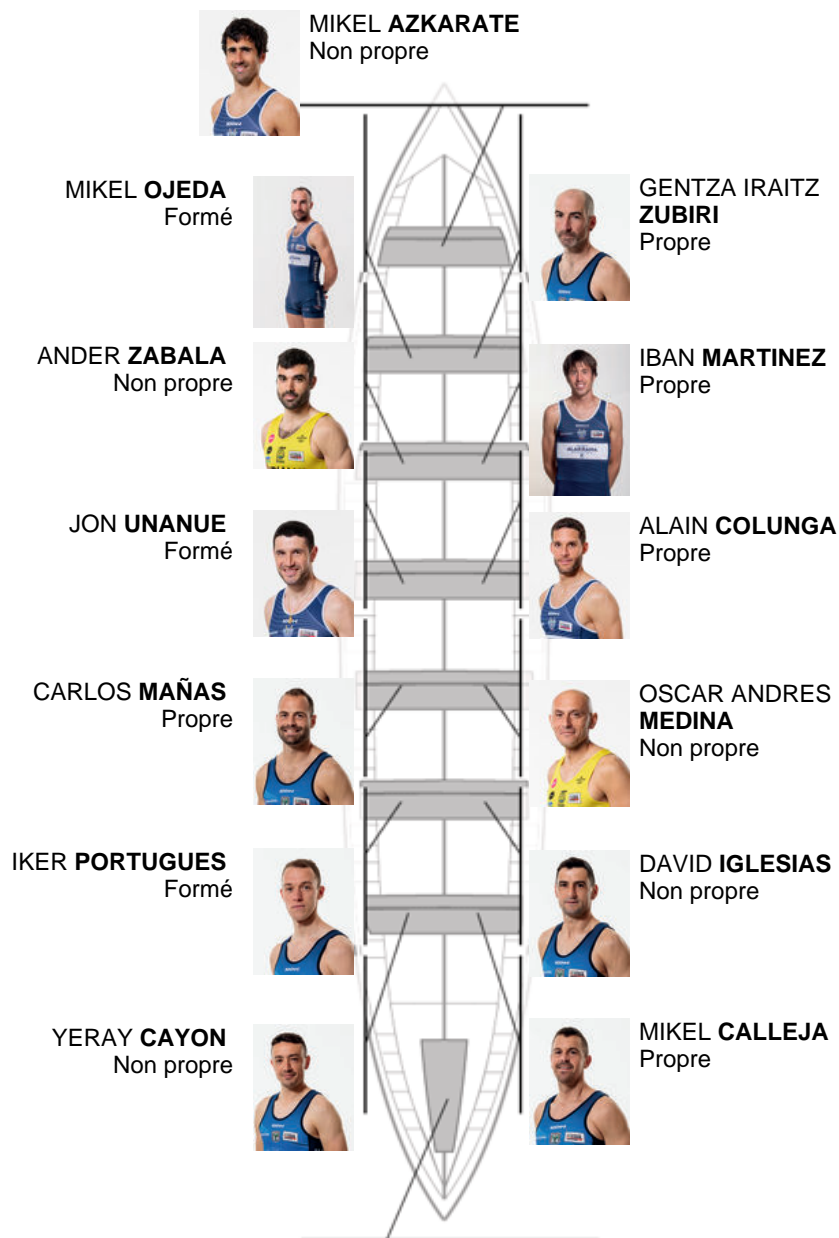 MIKEL AZKARATE
Non propre
MIKEL OJEDA
Formé
GENTZA IRAITZ
ZUBIRI
Propre
ANDER ZABALA
Non propre
IBAN MARTINEZ
Propre
JON UNANUE
Formé
ALAIN COLUNGA
Propre
CARLOS MAÑAS
Propre
OSCAR ANDRES
MEDINA
Non propre
IKER PORTUGUES
Formé
DAVID IGLESIAS
Non propre
YERAY CAYON
Non propre
MIKEL CALLEJA
Propre